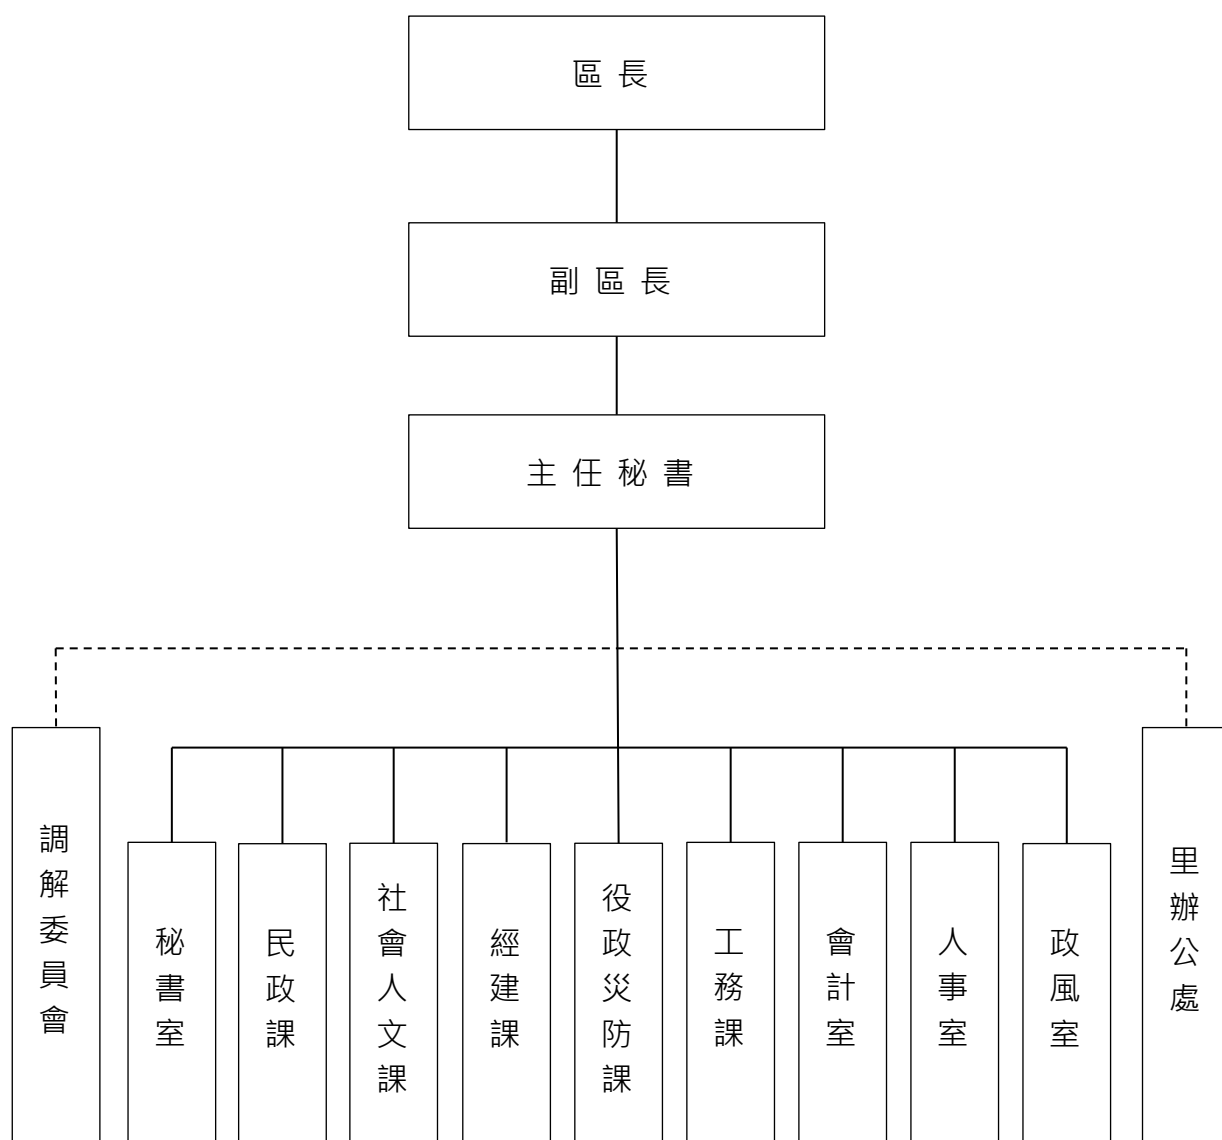 區長
副區長
主任秘書
調解委員會
秘書室
民政課
社會人文課
經建課
役政災防課
工務課
會計室
人事室
政風室
里辦公處